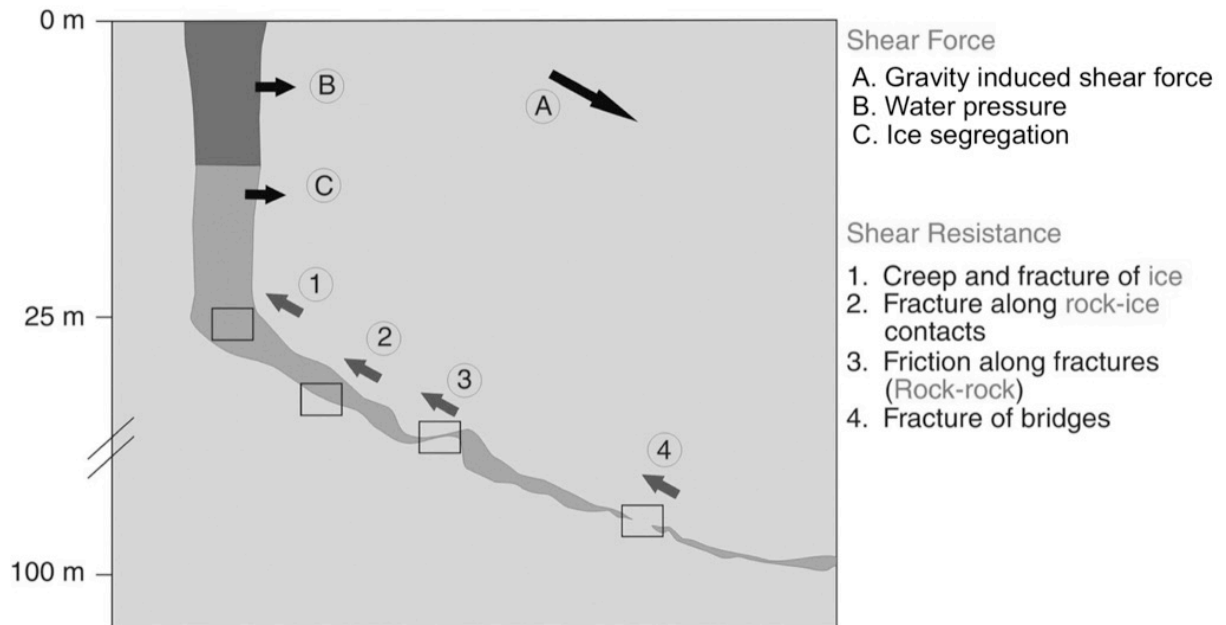 0 m
B
A
C
1
25 m
2
3
4
100 m
Shear Force
A. Gravity induced shear force
B. Water pressure
C. Ice segregation
Shear Resistance
1. Creep and fracture of ice
2. Fracture along rock-ice
contacts
3. Friction along fractures
(Rock-rock)
4. Fracture of bridges